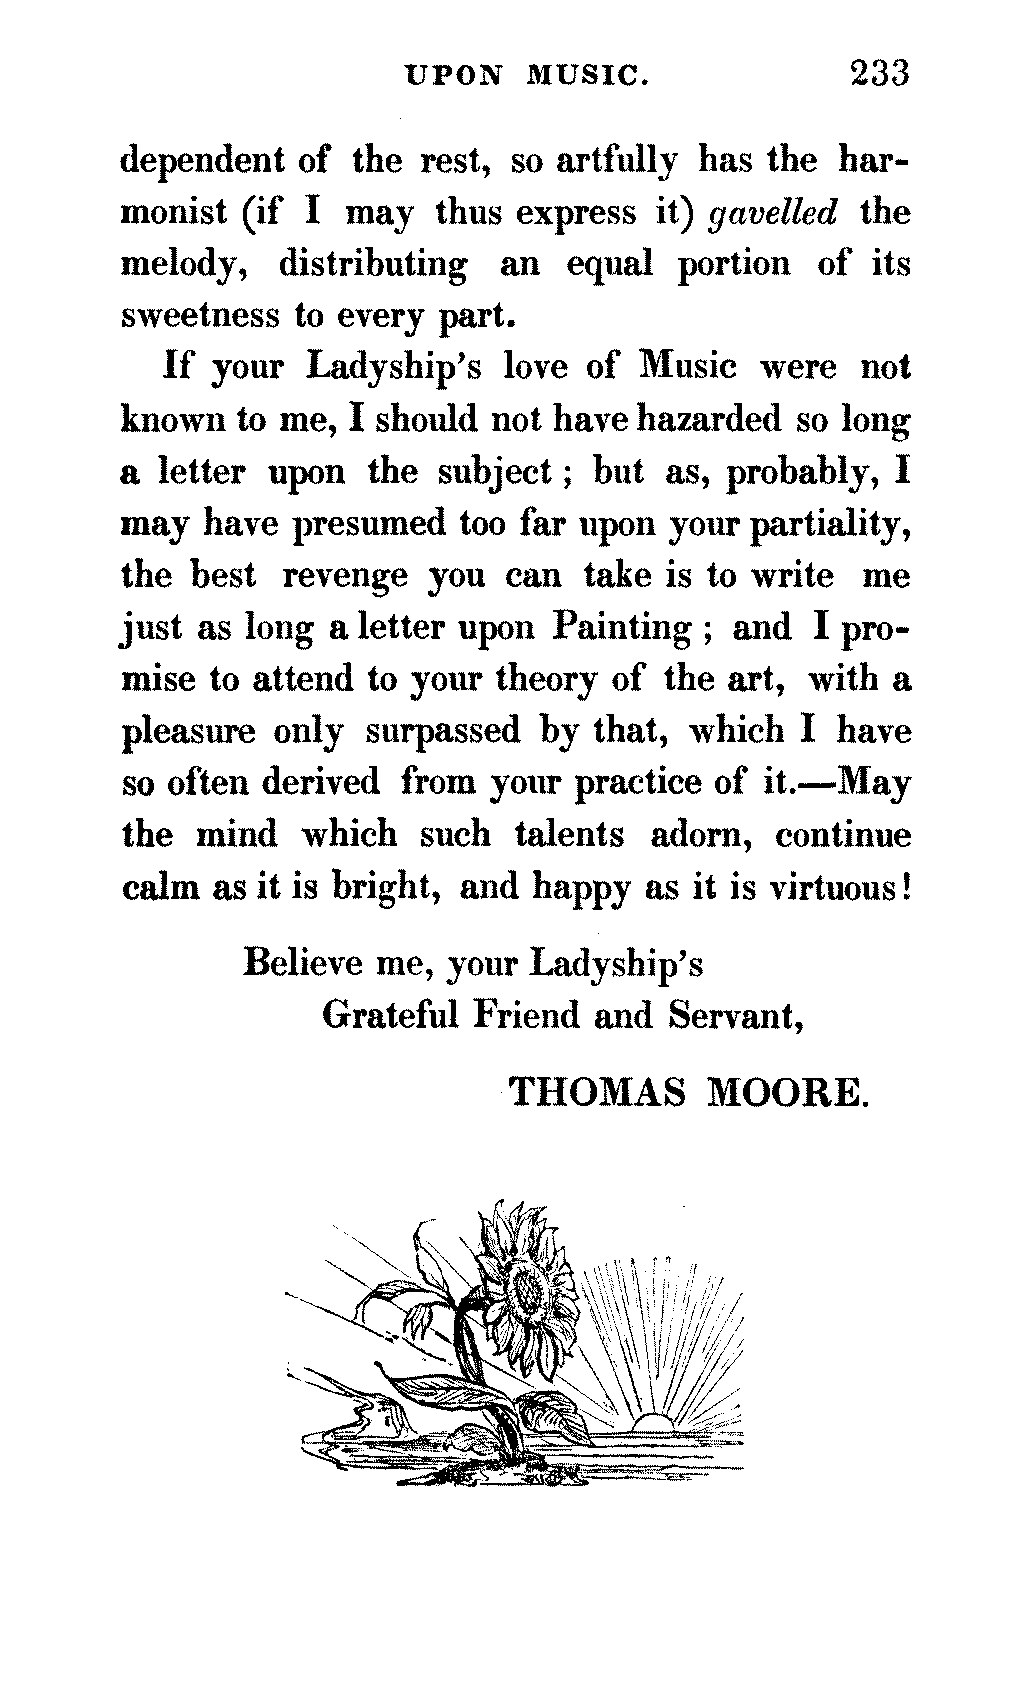 UPON MUSIC. 233
dependent of the rest, so artfully has the har-
monist (if I may thus express it) gavelled the
melody, distributing an equal portion of its
sweetness to every part.
If your Ladyship's love of Music were not
known to me, I should not have hazarded so long
a letter upon the subject ; but as, probably, I
may have presumed too far upon your partiality,
the best revenge you can take is to write me
just as long a letter upon Painting ; and I pro-
mise to attend to your theory of the art, with a
pleasure only surpassed by that, which I have
so often derived from your practice of it.—May
the mind which such talents adorn, continue
calm as it is bright, and happy as it is virtuous!
Believe me, your Ladyship's
Grateful Friend and Servant,
THOMAS MOORE.